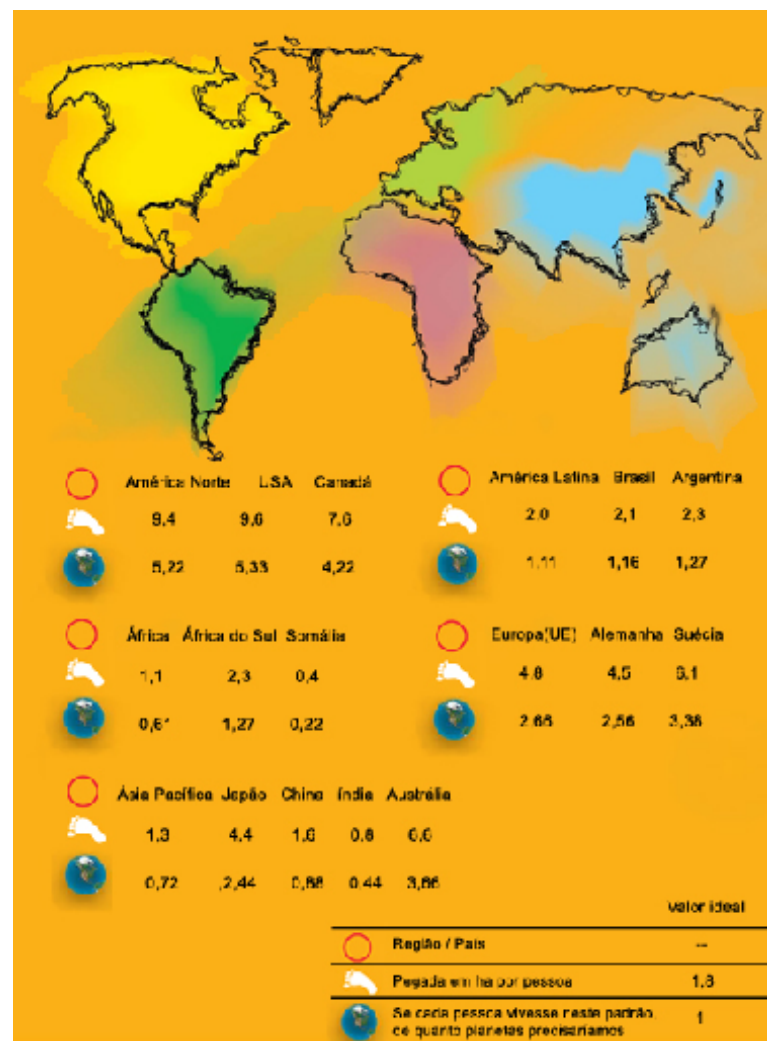 América Norte USA Canadá
9,4 9,6 7,6
5,22 5,33 4,22
América Latina Brasil Argentina
2,0 2,1 2,3
1,11 1,16 1,27
África África do Sul Somália
1,1 2,3 0,4
0,61 1,27 0,22
Europa(UE) Alemanha Suécia
4,8 4,5 6,1
2,66 2,56 3,38
Ásia Pacífica Japão China Índia Austrália
1,3 4,4 1,6 0,8 6,6
0,72 ,2,44 0,88 0,44 3,66
Valor ideal
Região / País --
Pegada em ha por pessoa 1,8
Se cada pessoa vivesse neste padrão, 1
de quanto planetas precisaríamos